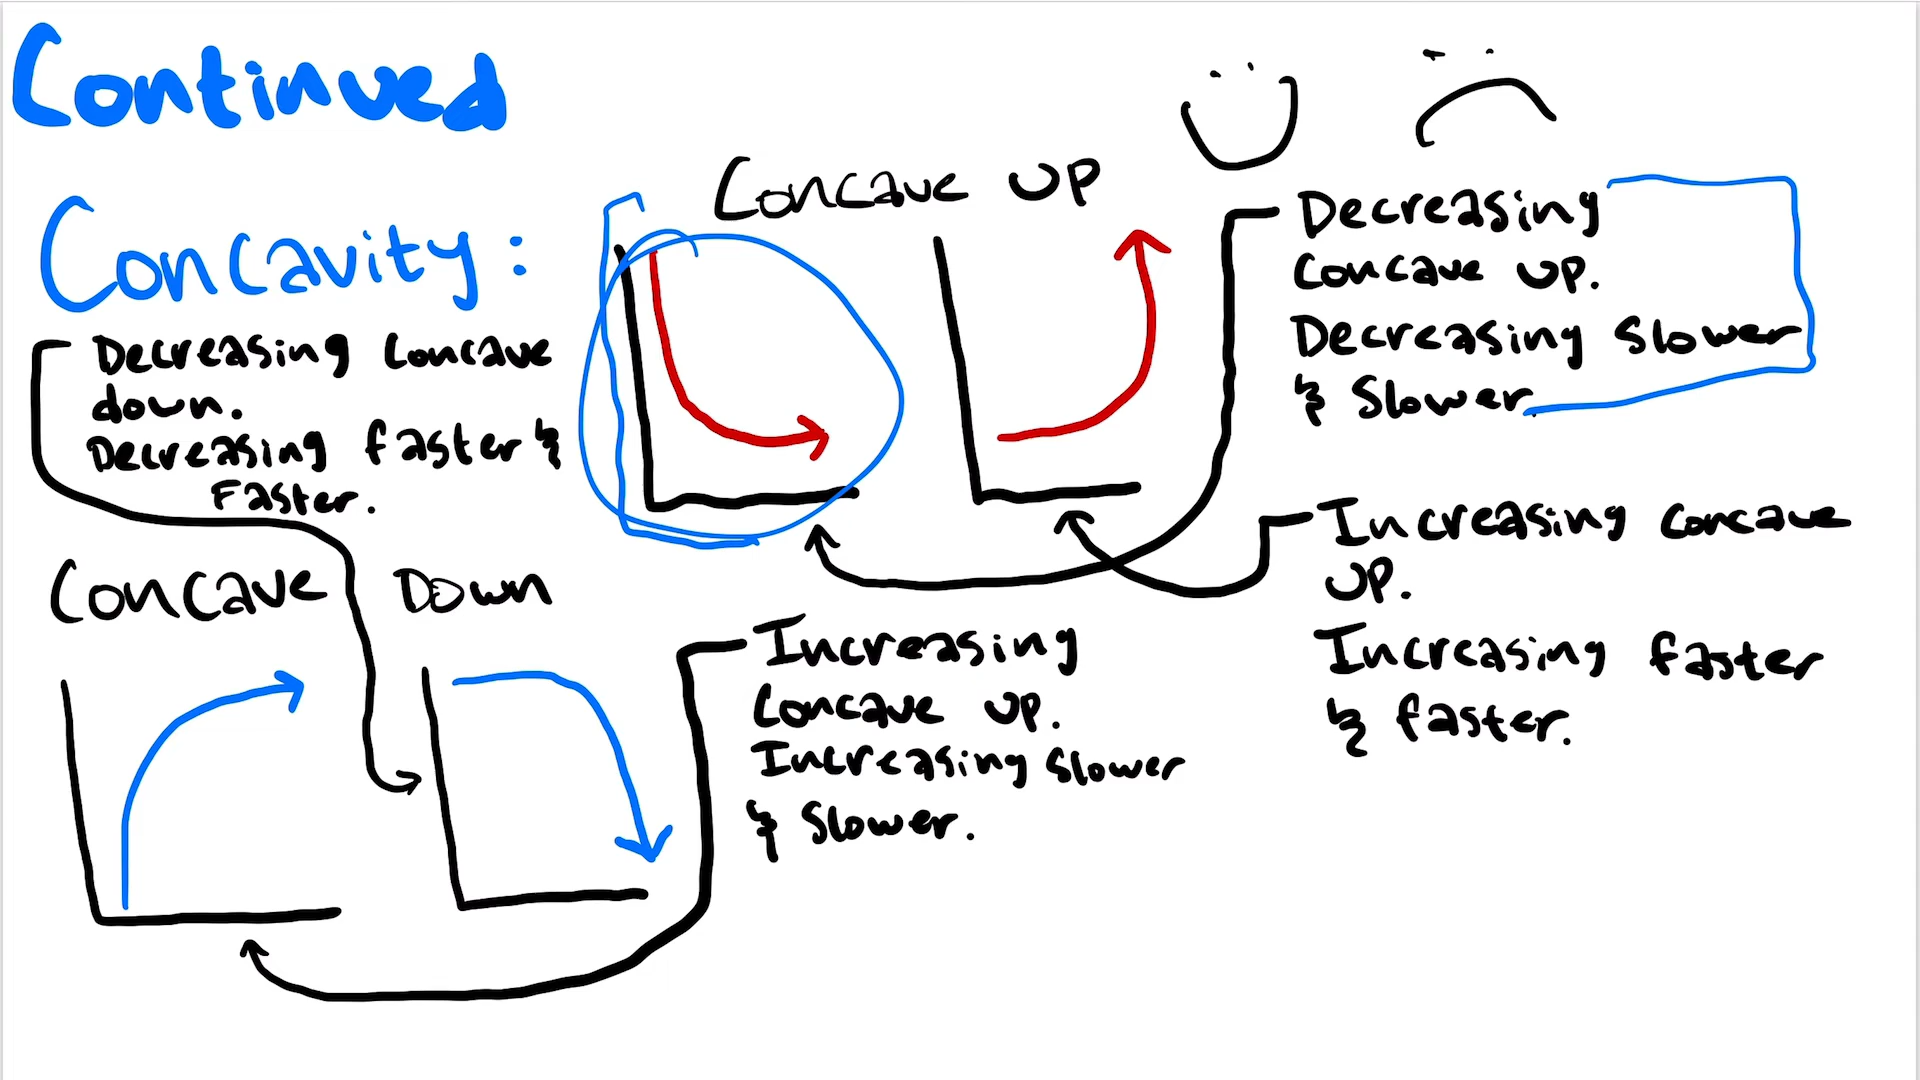 Continued
Concavity:
Decreasing Concave
down.
Decreasing faster &
Faster.
Concave Up
Decreasing
Concave up.
Decreasing Slower
& Slower.
Increasing Concave
Up.
Increasing faster
& faster.
Concave Down
Increasing
Concave up.
Increasing Slower
& Slower.